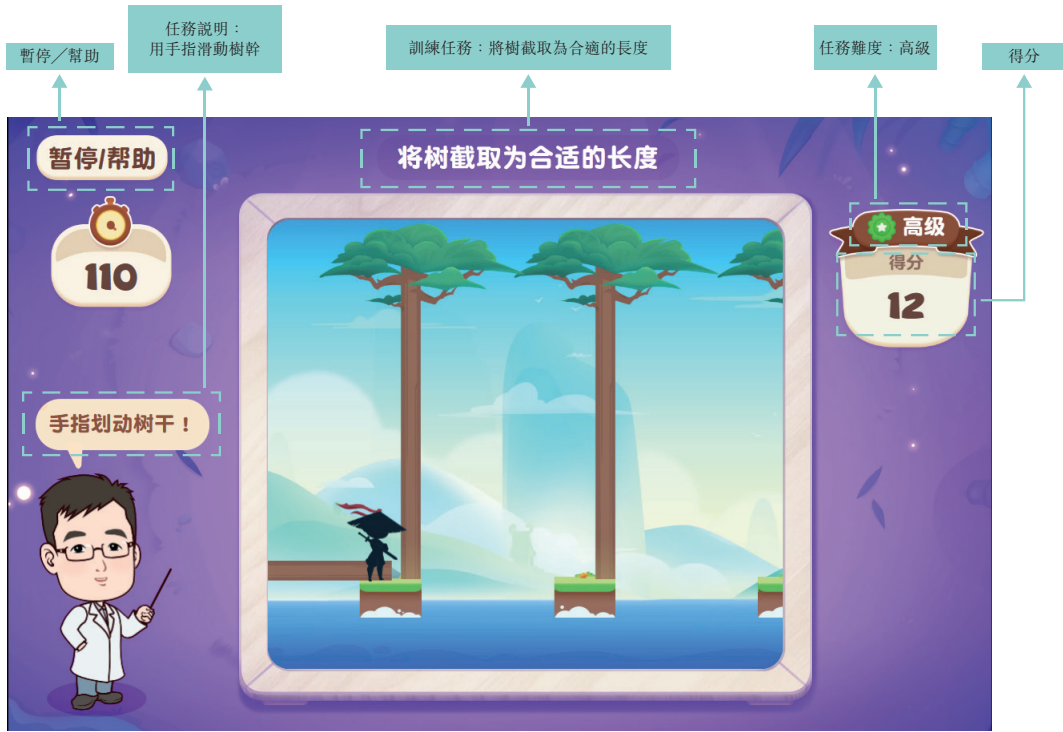 暫停／幫助
任務説明：
用手指滑動樹幹
訓練任務：將樹截取為合適的長度
任務難度：高級
得分
暂停/帮助
将树截取为合适的长度
高级
得分
110
12
手指划动树干！